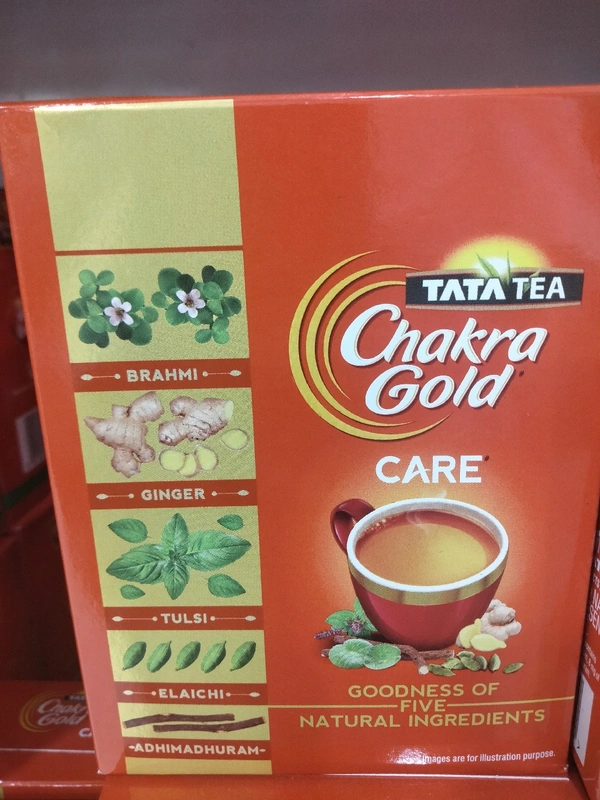 BRAHMI
GINGER
TULSI
ELAICHI
-ADHIMADHURAM-
TATA TEA
Chakra
Gold
CARE
GOODNESS OF
FIVE
NATURAL INGREDIENTS
Images are for illustration purpose.
Gold